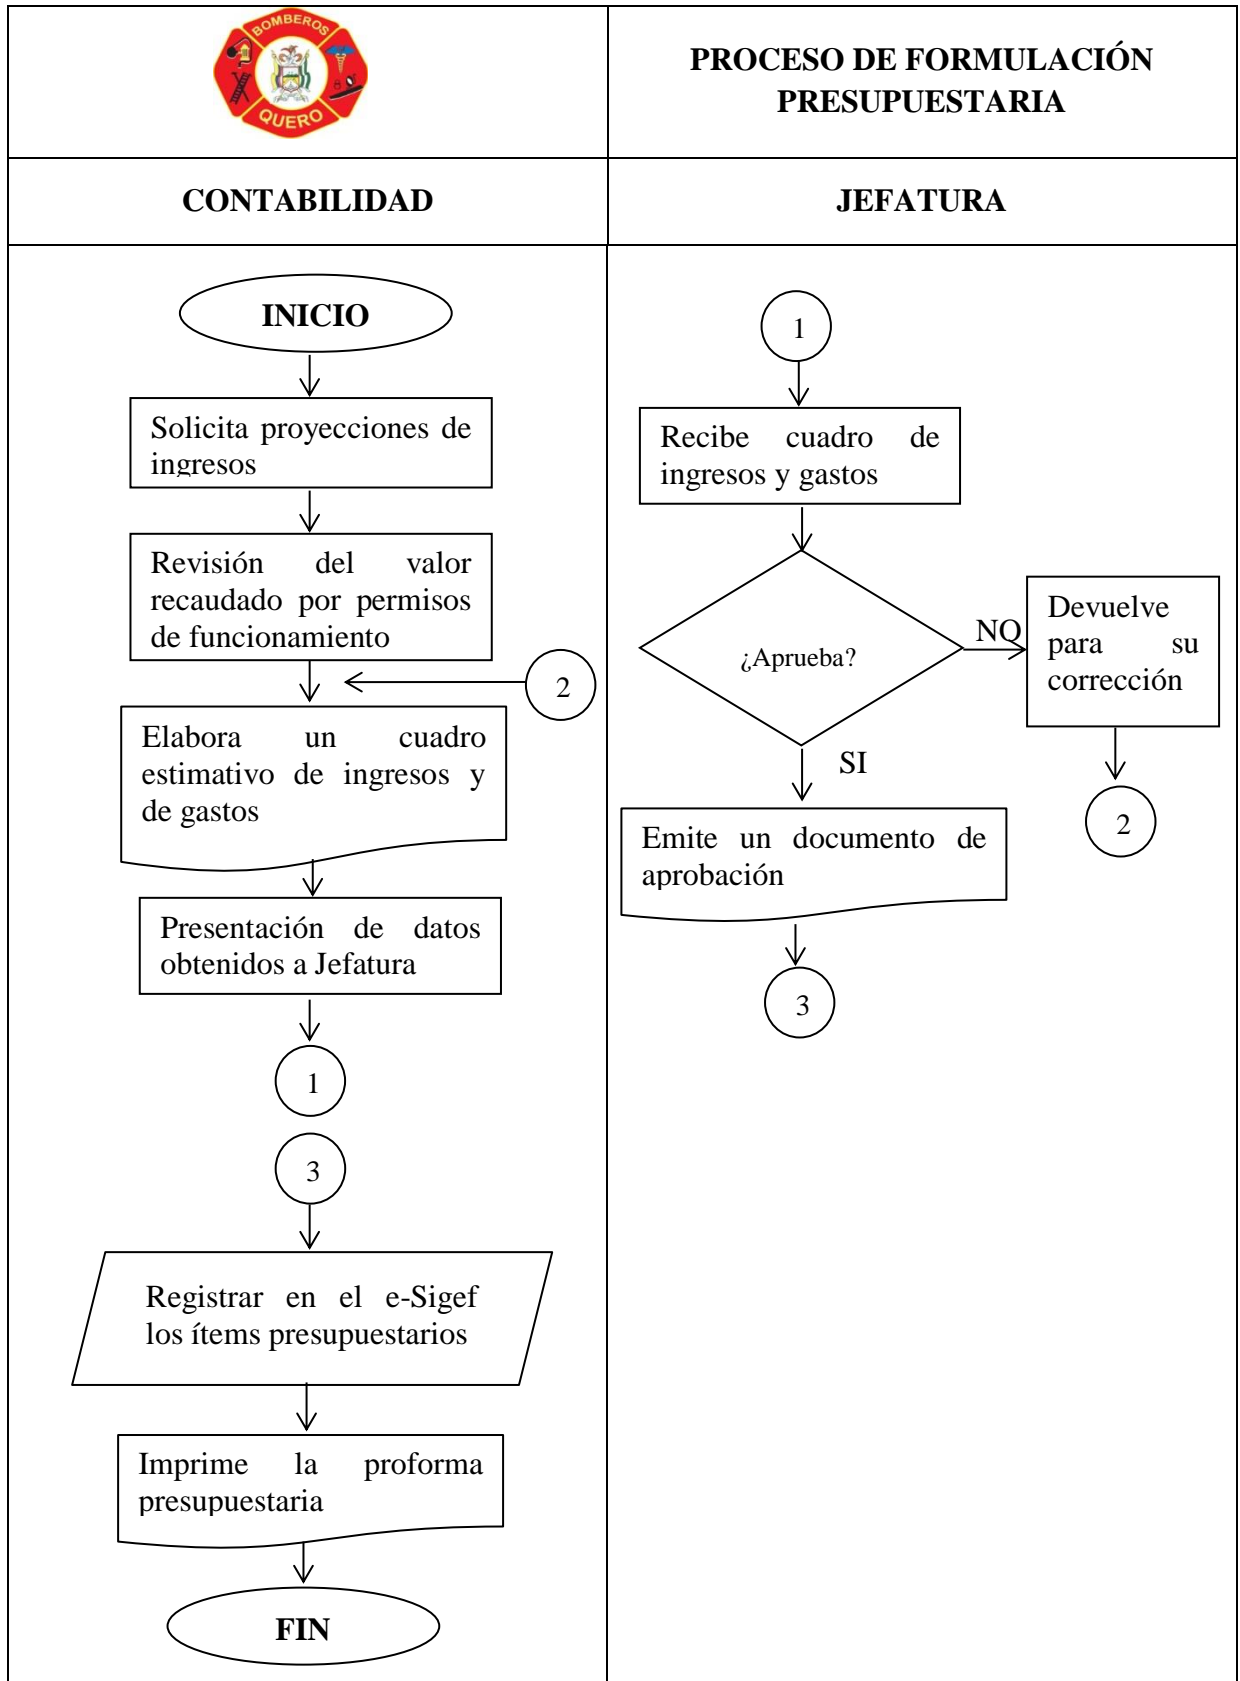 BOMBEROS
QUERO
PROCESO DE FORMULACIÓN
PRESUPUESTARIA
CONTABILIDAD
JEFATURA
INICIO
Solicita proyecciones de
ingresos
Revisión del valor
recaudado por permisos
de funcionamiento
2
Elabora un cuadro
estimativo de ingresos y
de gastos
Presentación de datos
obtenidos a Jefatura
1
3
Registrar en el e-Sigef
los ítems presupuestarios
Imprime la proforma
presupuestaria
FIN
1
Recibe cuadro de
ingresos y gastos
¿Aprueba?
NO
Devuelve
para su
corrección
2
SI
Emite un documento de
aprobación
3